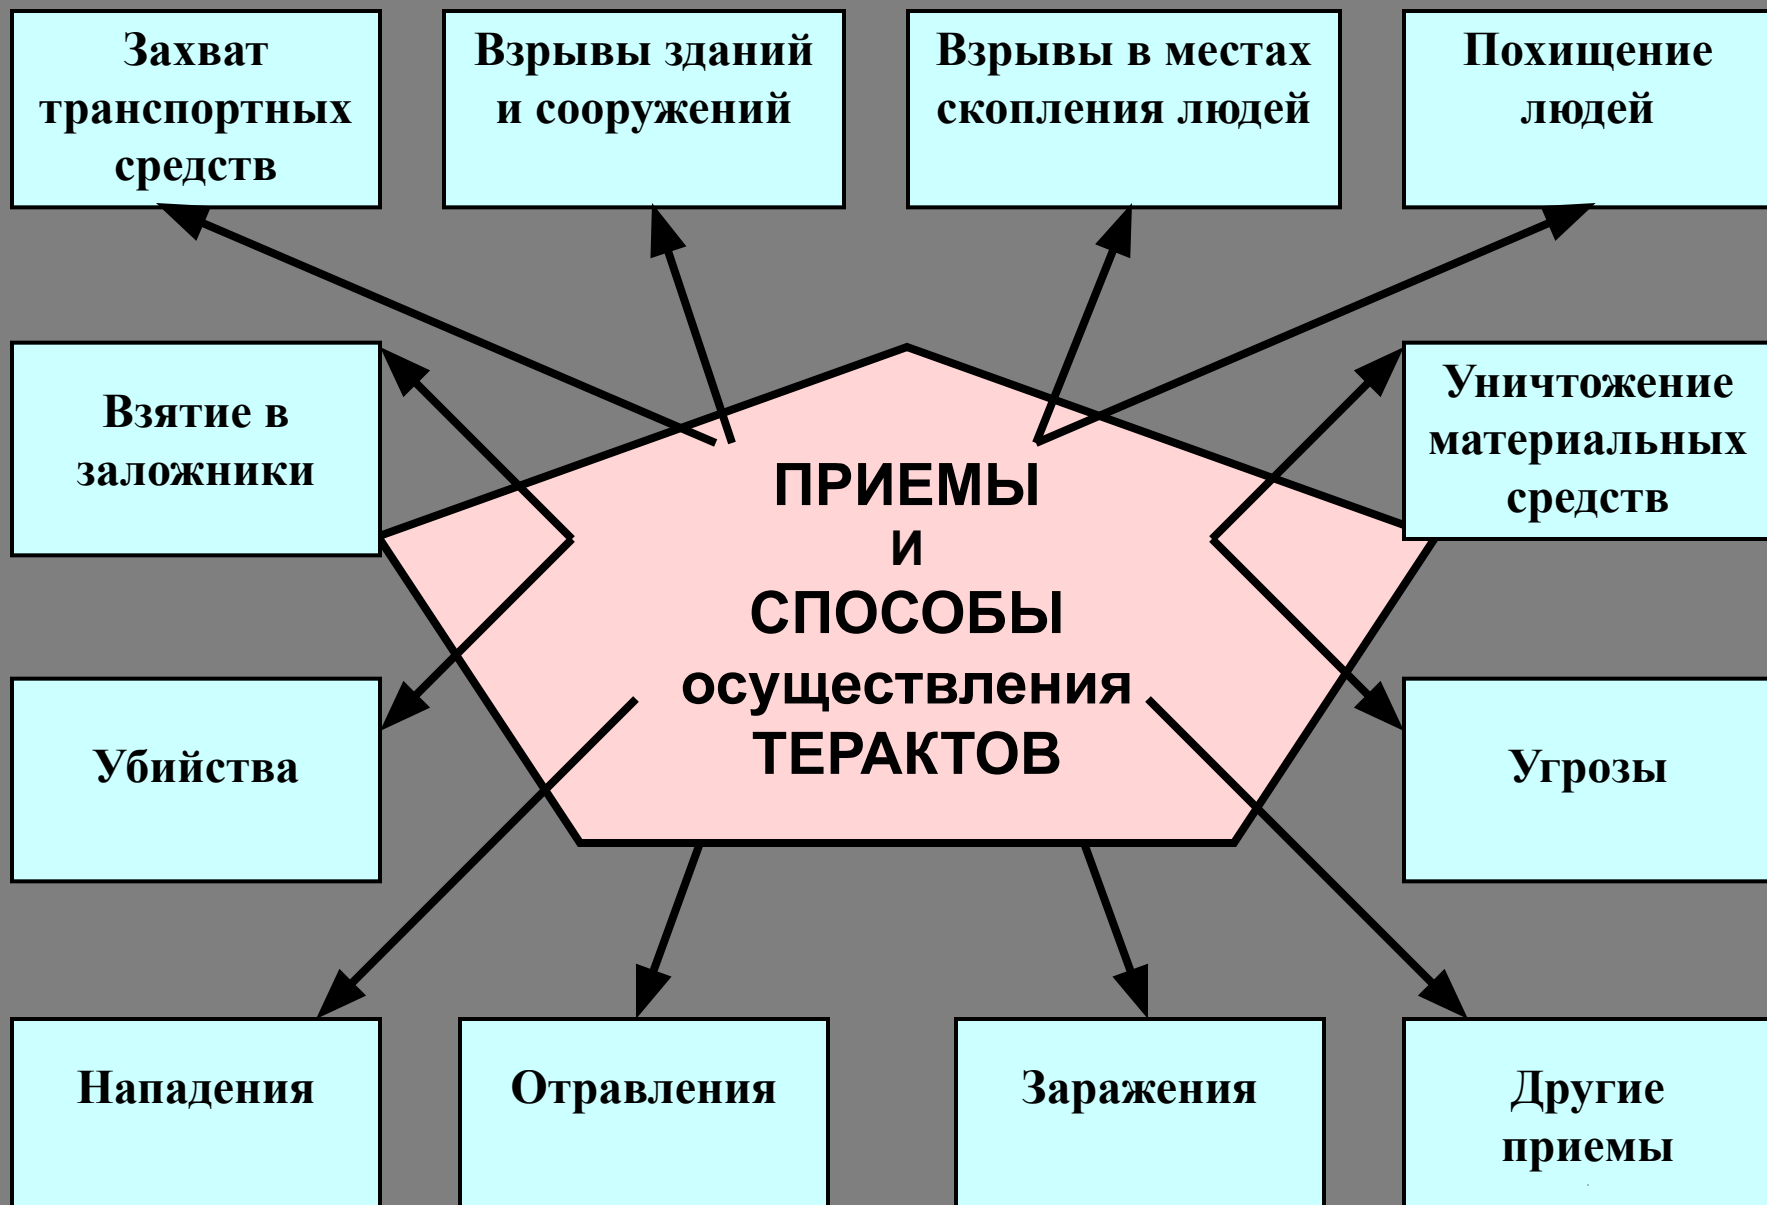 Захват
транспортных
средств
Взрывы зданий
и сооружений
Взрывы в местах
скопления людей
Похищение
людей
Взятие в
заложники
Уничтожение
материальных
средств
ПРИЕМЫ
И
СПОСОБЫ
осуществления
ТЕРАКТОВ
Убийства
Угрозы
Нападения
Отравления
Заражения
Другие
приемы